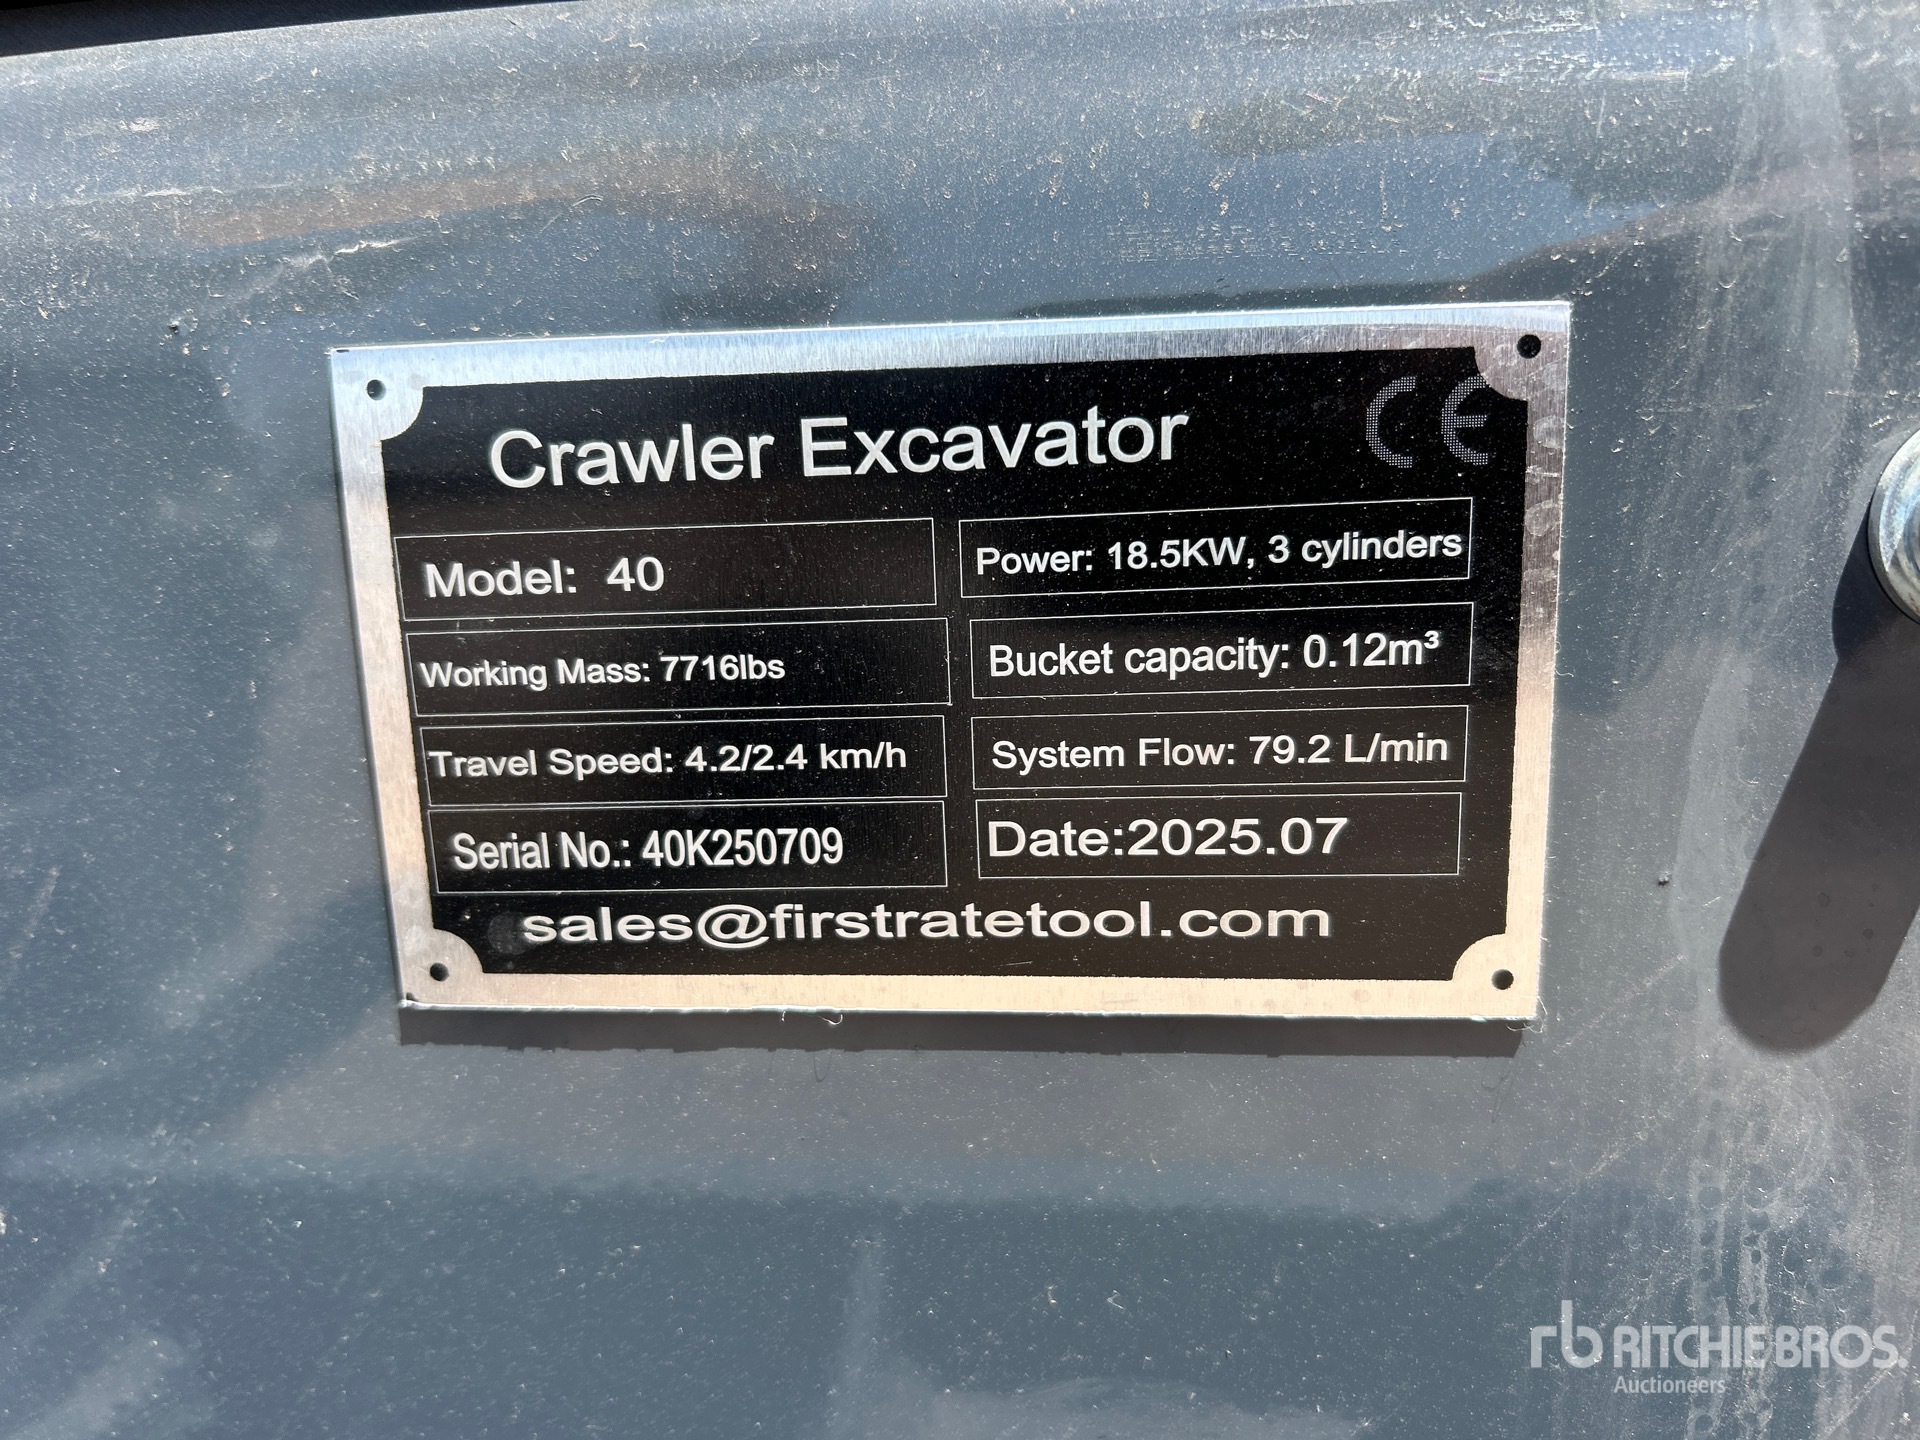 Crawler Excavator CE
Model: 40
Power: 18.5KW, 3 cylinders
Working Mass: 7716lbs
Bucket capacity: 0.12m³
Travel Speed: 4.2/2.4 km/h
System Flow: 79.2 L/min
Serial No.: 40K250709
Date:2025.07
sales@firstratetool.com
rb RITCHIE BROS.
Auctioneers